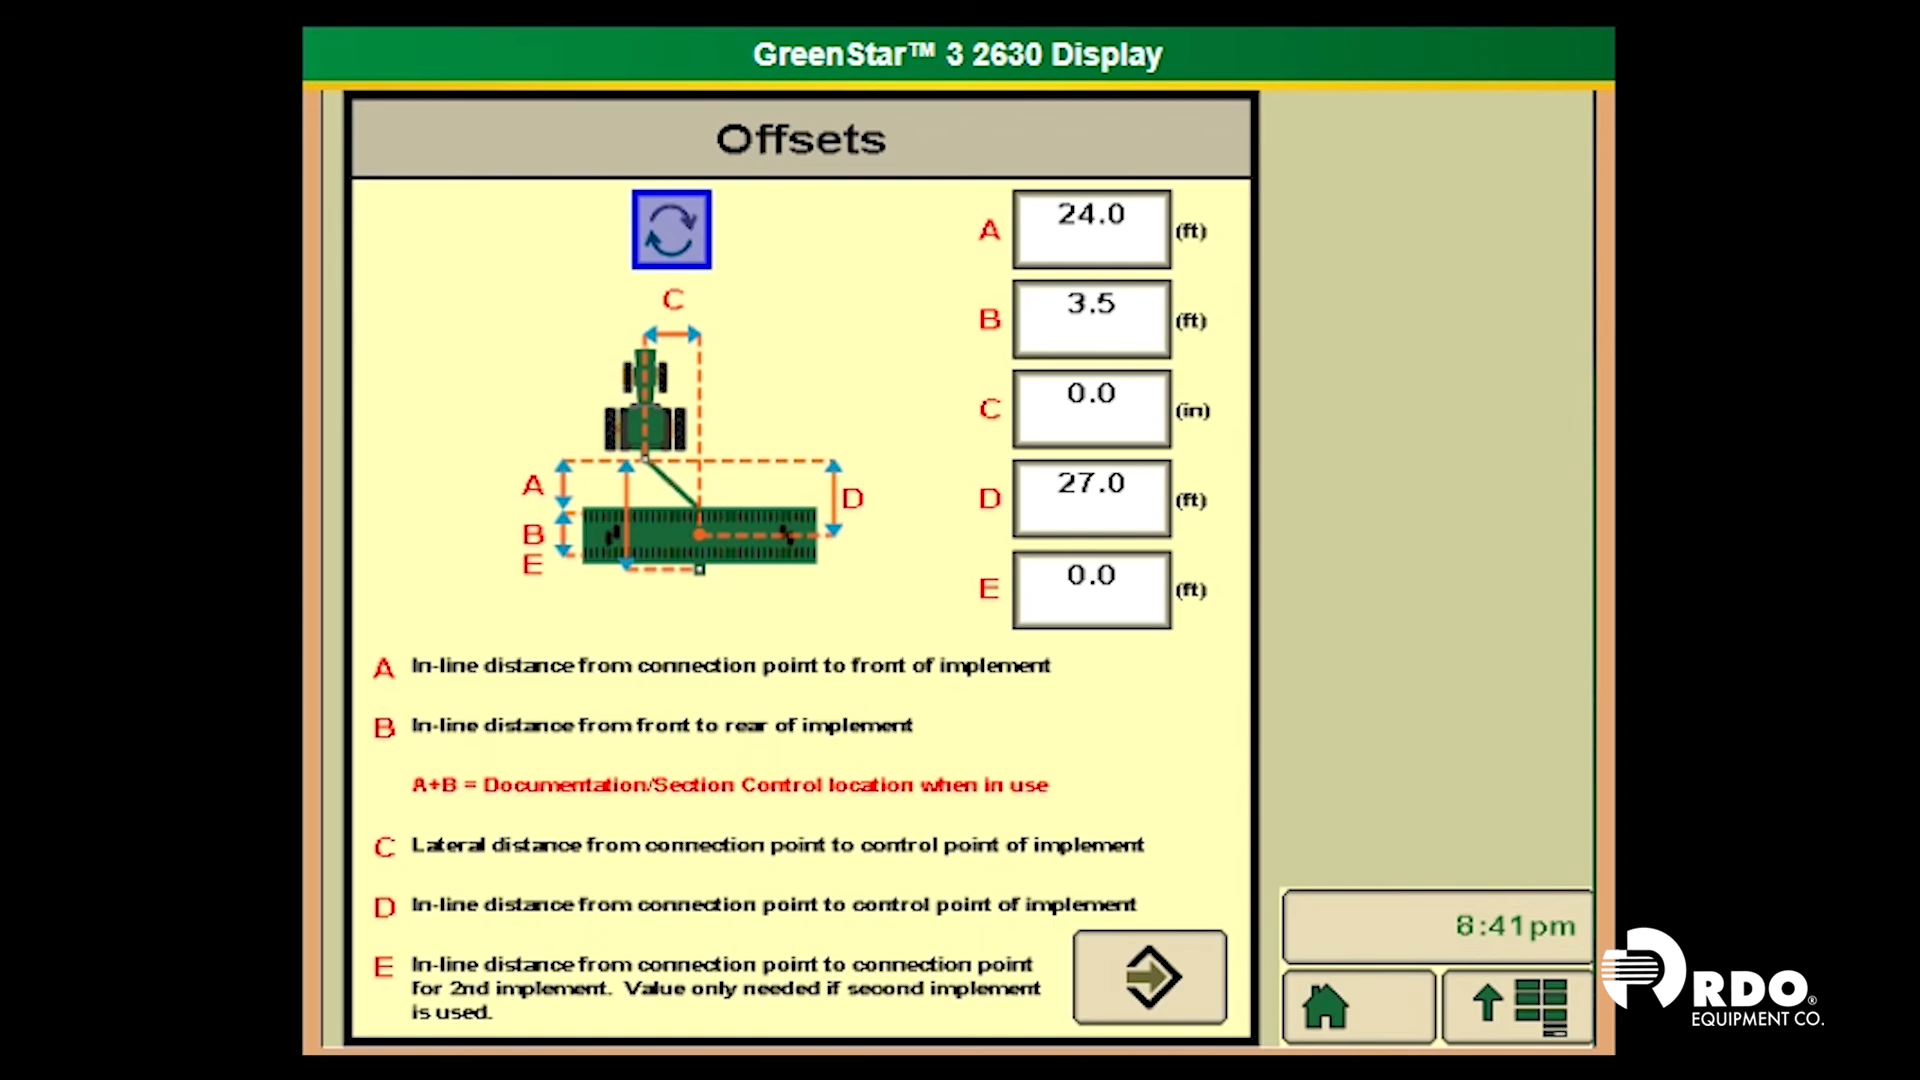 GreenStar™ 3 2630 Display
Offsets
A 24.0 (ft)
B 3.5 (ft)
C 0.0 (in)
D 27.0 (ft)
E 0.0 (ft)
C
A
B
E
D
A In-line distance from connection point to front of implement
B In-line distance from front to rear of implement
A+B = Documentation/Section Control location when in use
C Lateral distance from connection point to control point of implement
D In-line distance from connection point to control point of implement
E In-line distance from connection point to connection point
for 2nd implement. Value only needed if second implement
is used.
8:41pm
RDO®
EQUIPMENT CO.